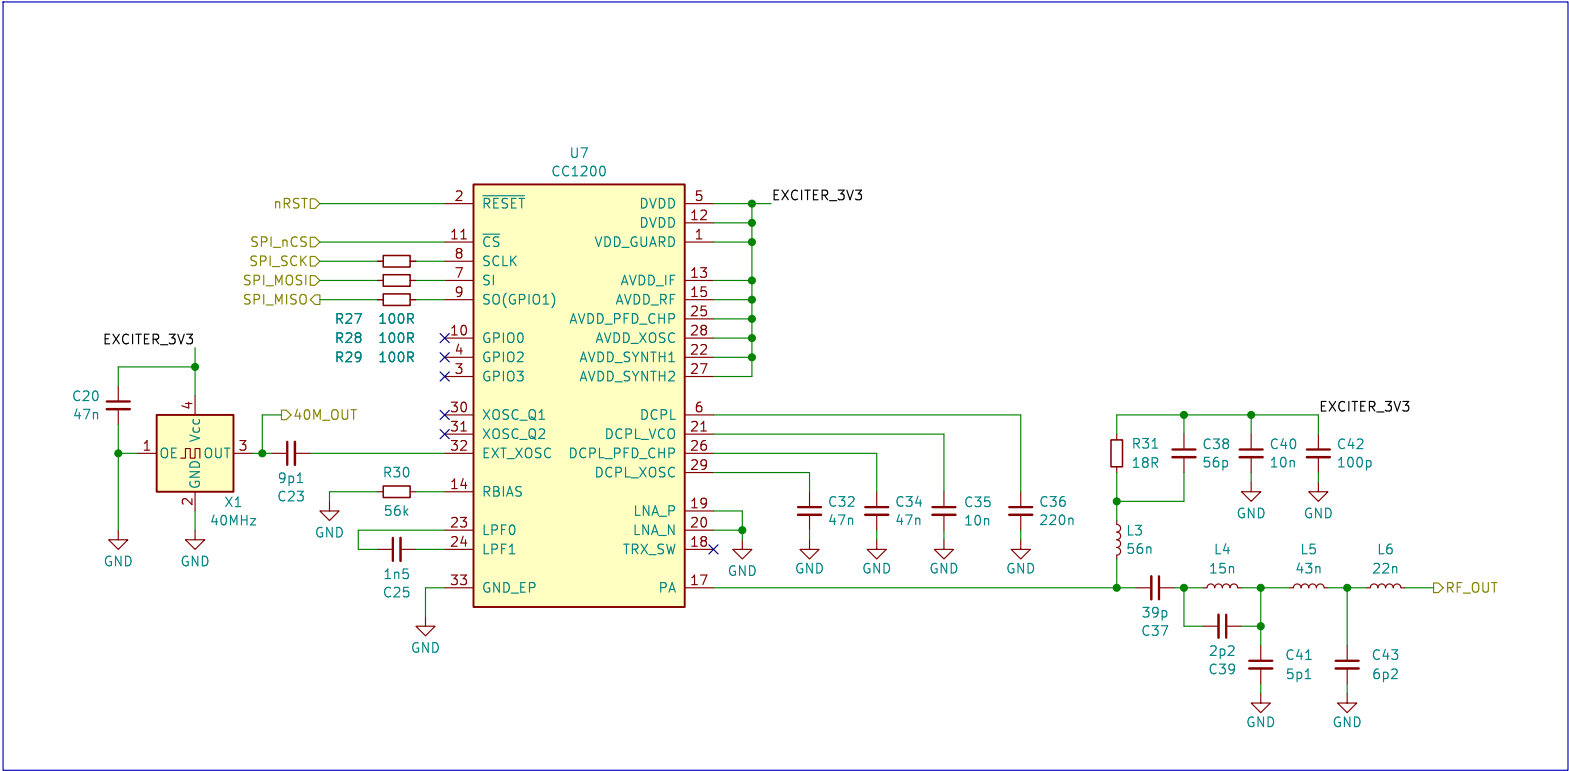 U7
CC1200
nRST
2
RESET
SPI_nCS
11
CS
SPI_SCK
8
SCLK
SPI_MOSI
7
SI
SPI_MISO
9
SO(GPIO1)
R27 100R
R28 100R
R29 100R
10
GPIO0
4
GPIO2
3
GPIO3
30
XOSC_Q1
31
XOSC_Q2
32
EXT_XOSC
14
RBIAS
23
LPF0
24
LPF1
33
GND_EP
DVDD
5
EXCITER_3V3
DVDD
12
VDD_GUARD
1
AVDD_IF
13
AVDD_RF
15
AVDD_PFD_CHP
25
AVDD_XOSC
28
AVDD_SYNTH1
22
AVDD_SYNTH2
27
DCPL
6
DCPL_VCO
21
DCPL_PFD_CHP
26
DCPL_XOSC
29
LNA_P
19
LNA_N
20
TRX_SW
18
PA
17
EXCITER_3V3
C20
47n
4
Vcc
1
OE
OUT
3
GND
2
X1
40MHz
GND
GND
40M_OUT
9p1
C23
R30
56k
GND
1n5
C25
GND
GND
C32
47n
GND
C34
47n
GND
C35
10n
GND
C36
220n
GND
EXCITER_3V3
R31
18R
C38
56p
C40
10n
C42
100p
GND
GND
L3
56n
39p
C37
L4
15n
L5
43n
L6
22n
RF_OUT
2p2
C39
C41
5p1
C43
6p2
GND
GND